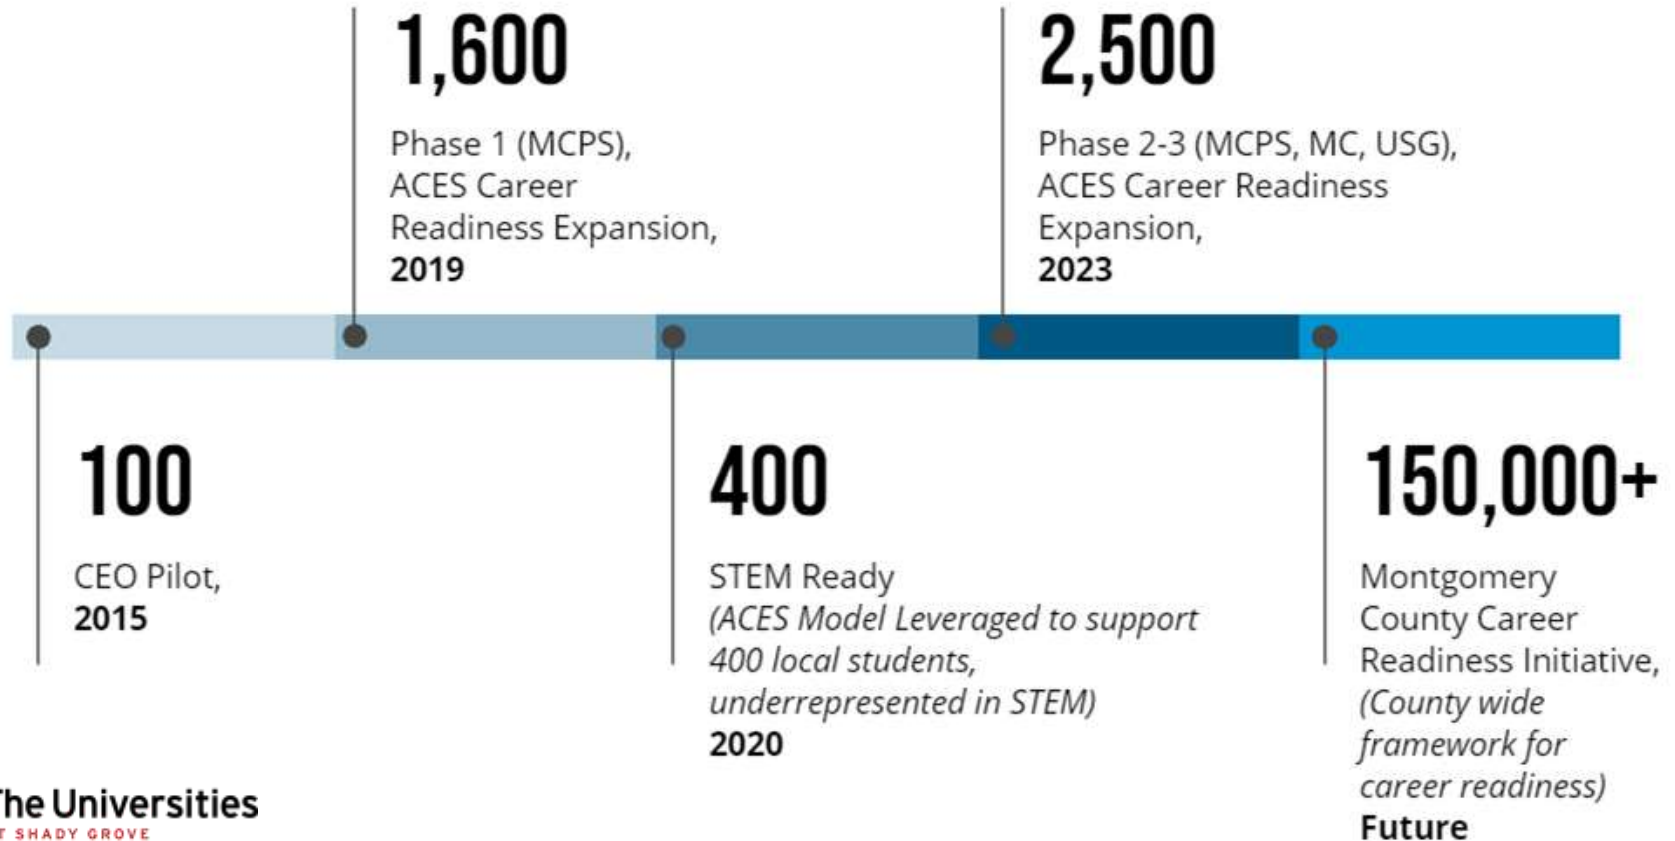 1,600
Phase 1 (MCPS),
ACES Career
Readiness Expansion,
2019
2,500
Phase 2-3 (MCPS, MC, USG),
ACES Career Readiness
Expansion,
2023
100
CEO Pilot,
2015
400
STEM Ready
(ACES Model Leveraged to support
400 local students,
underrepresented in STEM)
2020
150,000+
Montgomery
County Career
Readiness Initiative,
(County wide
framework for
career readiness)
Future
The Universities
AT SHADY GROVE